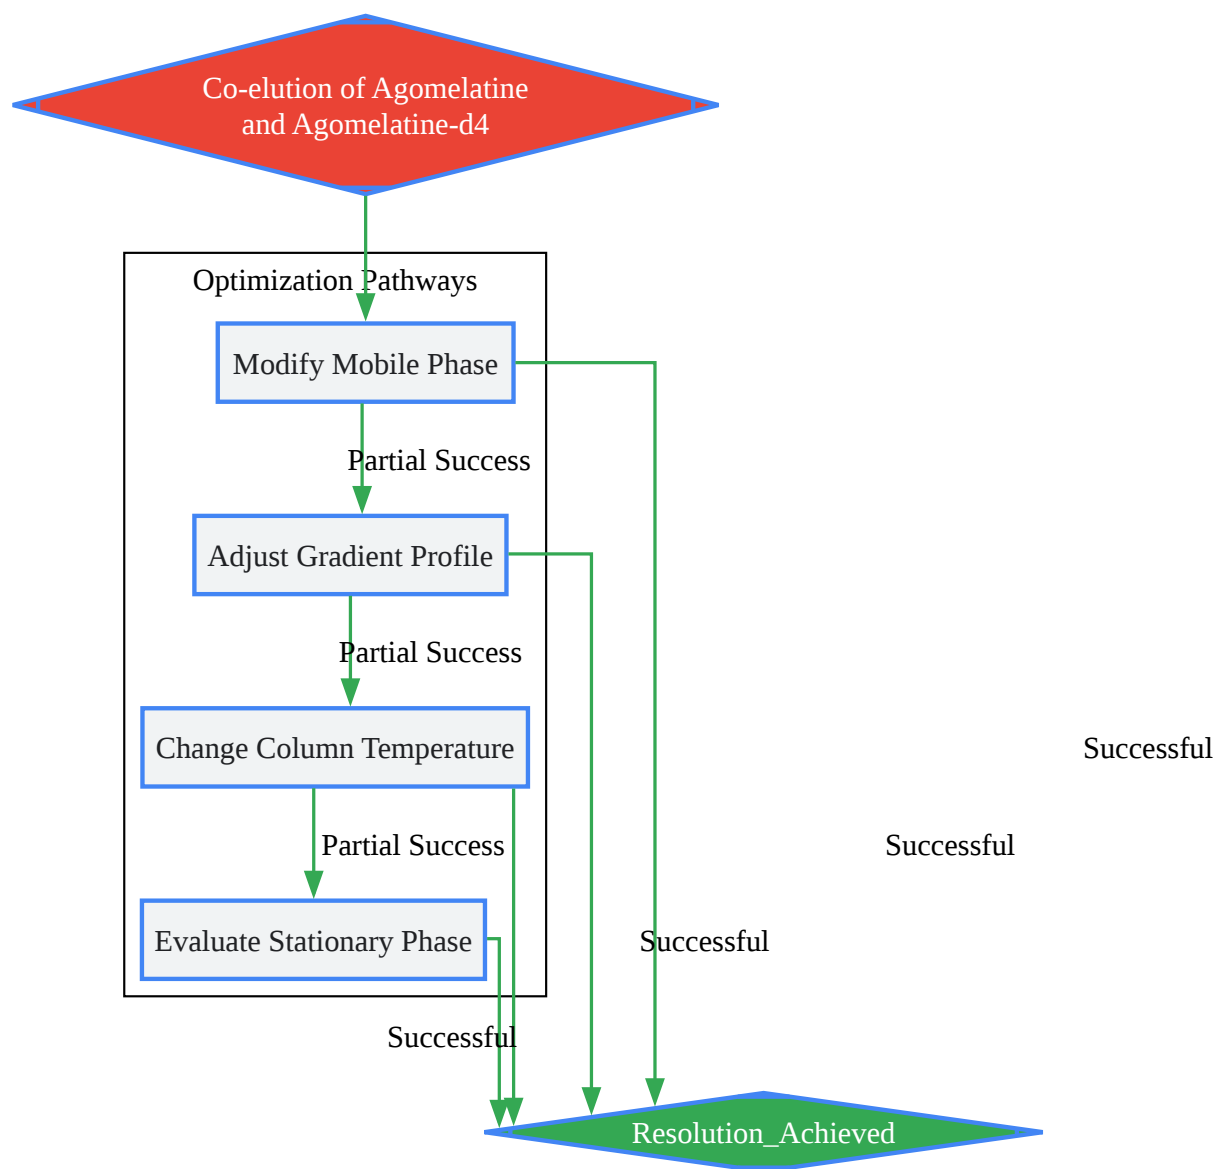 Co-elution of Agomelatine
and Agomelatine-d4
Optimization Pathways
Modify Mobile Phase
Partial Success
Adjust Gradient Profile
Partial Success
Change Column Temperature
Successful
Partial Success
Successful
Evaluate Stationary Phase
Successful
Successful
Resolution_Achieved